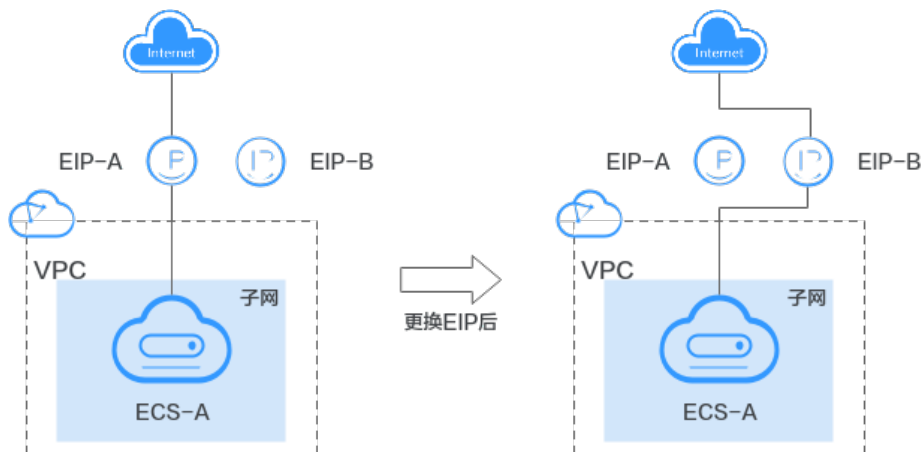 Internet
EIP-A
EIP-B
VPC
子网
ECS-A
更换EIP后
Internet
EIP-A
EIP-B
VPC
子网
ECS-A